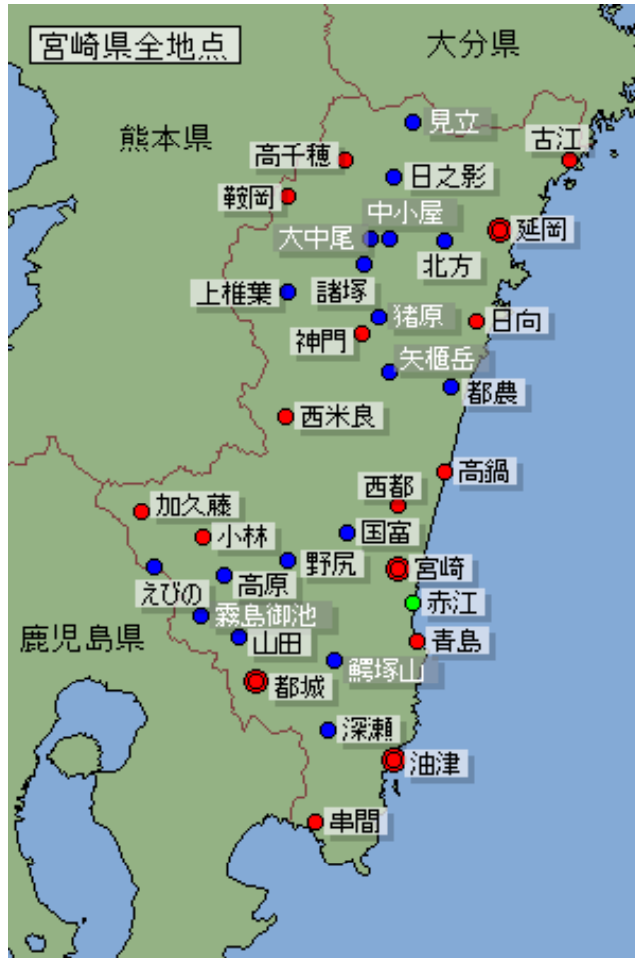 宮崎県全地点
大分県
熊本県
見立
古江
高千穂
日之影
鞍岡
中小屋
大中尾
延岡
北方
諸塚
上椎葉
猪原
日向
神門
矢櫃岳
都農
西米良
高鍋
西都
加久藤
小林
国富
野尻
宮崎
えびの
高原
赤江
霧島御池
鹿児島県
山田
青島
鰐塚山
都城
深瀬
油津
串間